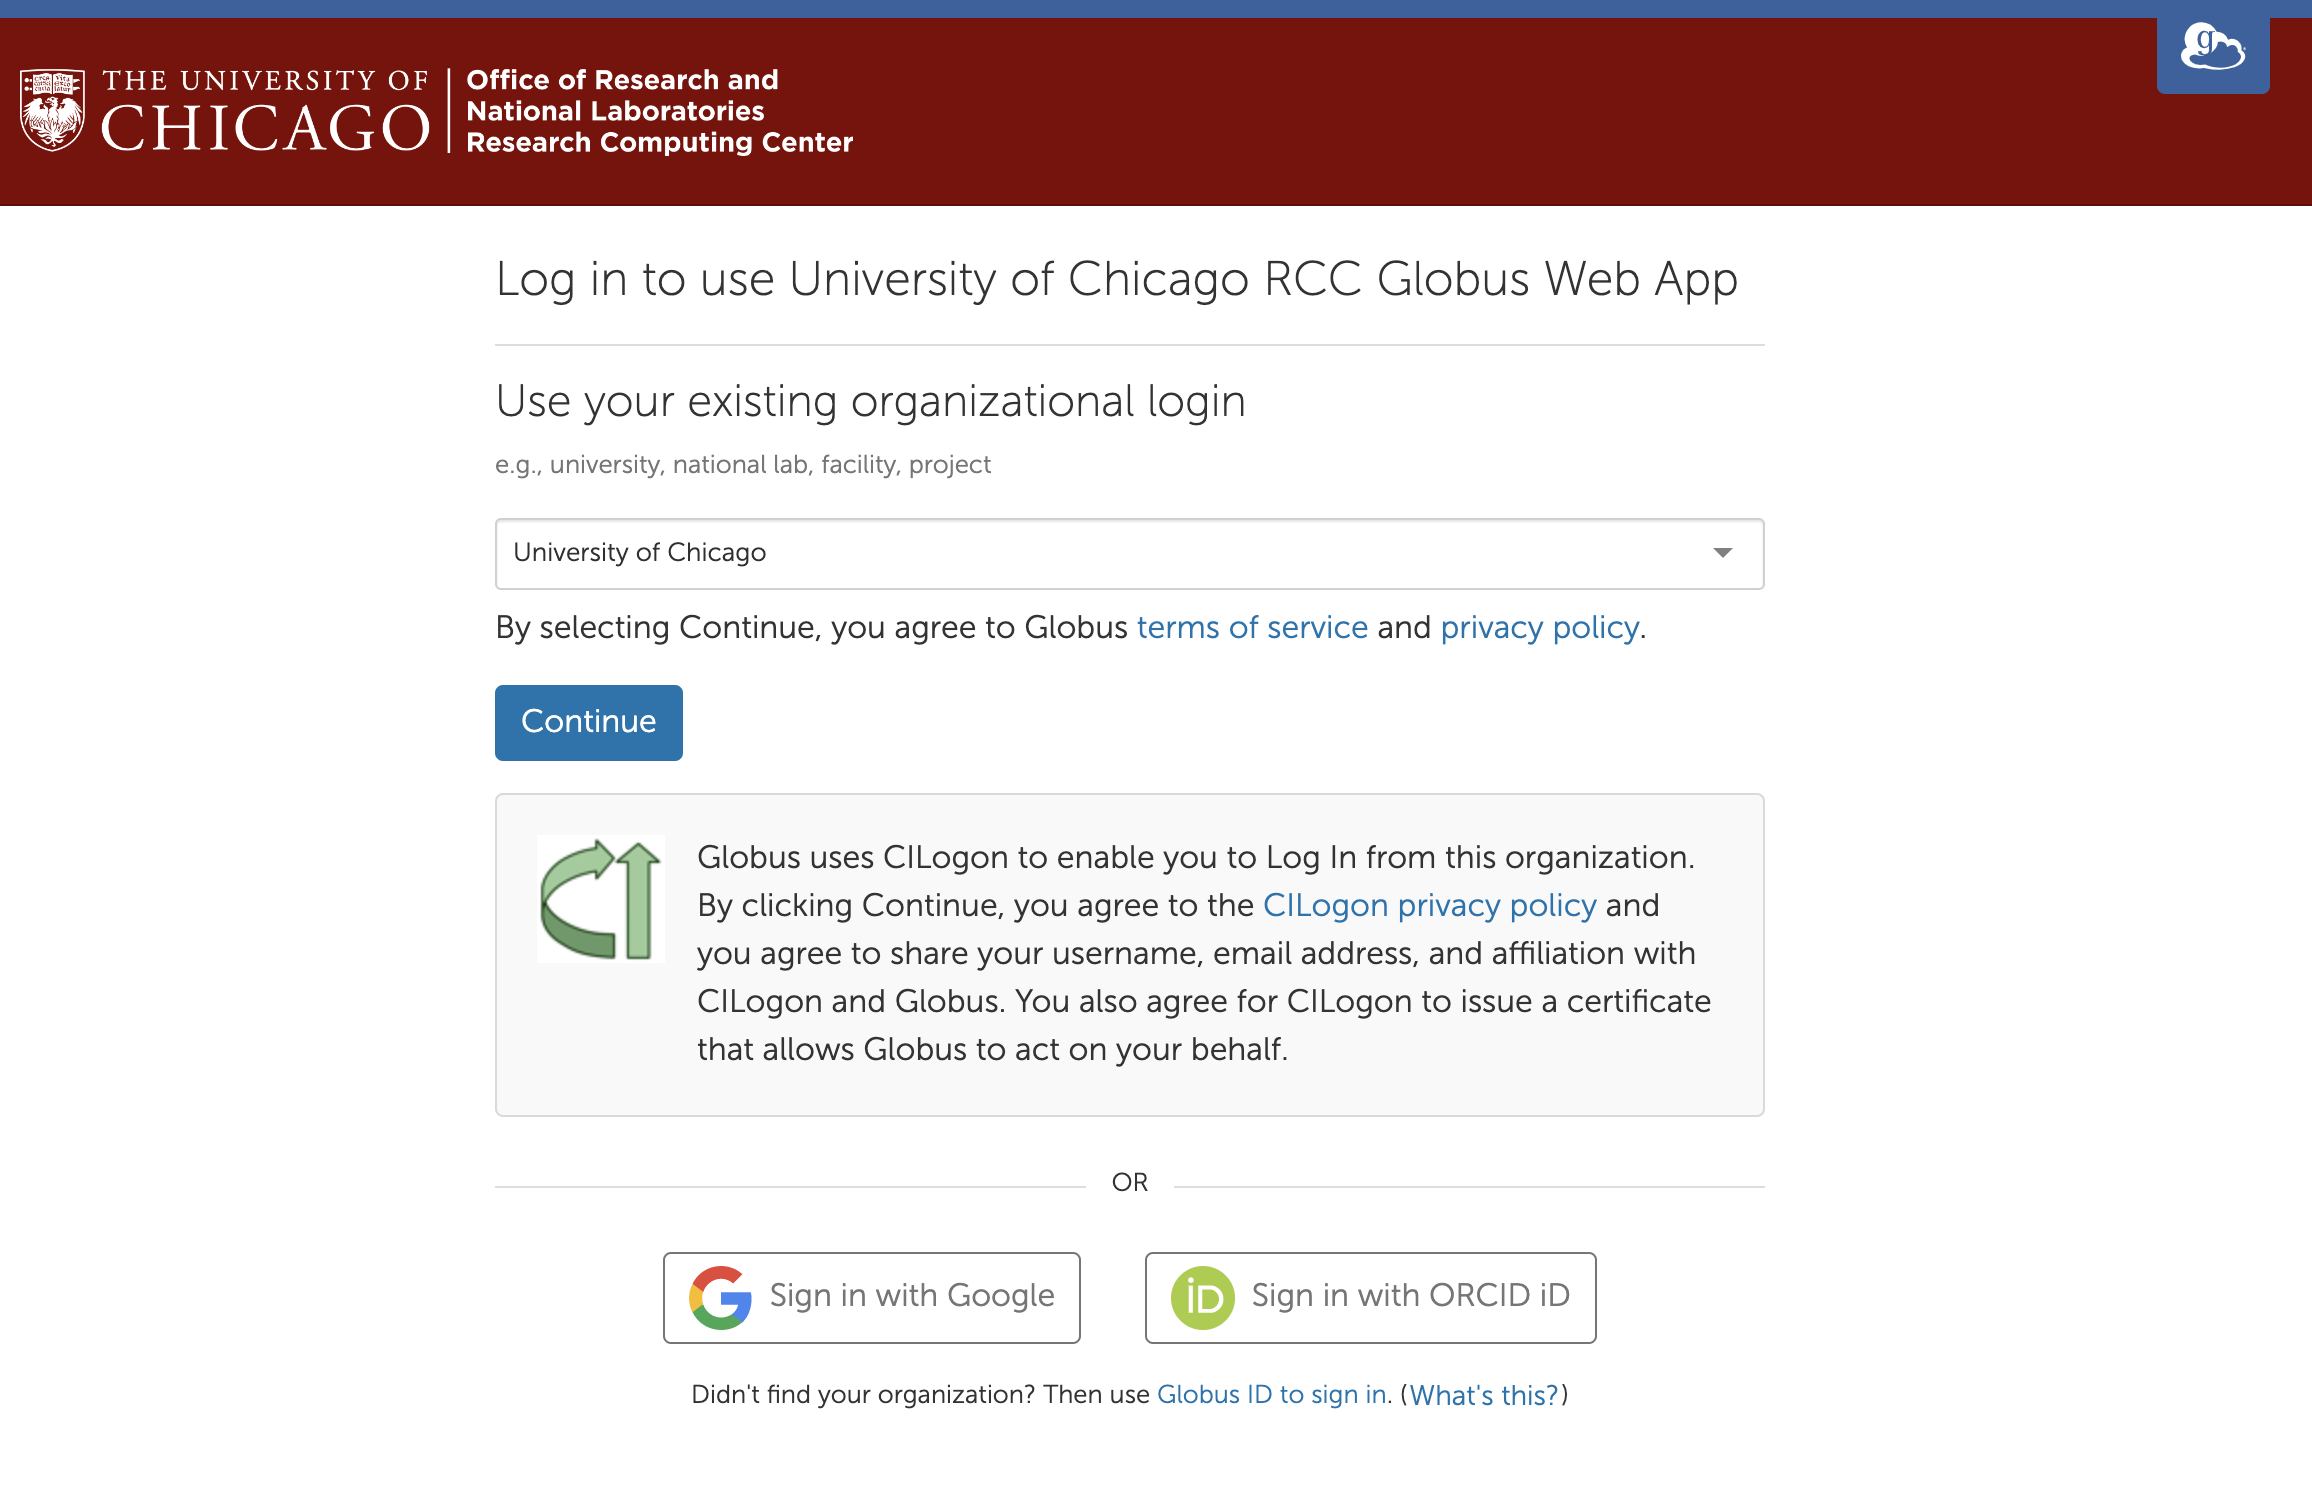 THE UNIVERSITY OF
CHICAGO
Office of Research and
National Laboratories
Research Computing Center
g
Log in to use University of Chicago RCC Globus Web App
Use your existing organizational login
e.g., university, national lab, facility, project
University of Chicago
By selecting Continue, you agree to Globus terms of service and privacy policy.
Continue
Globus uses CILogon to enable you to Log In from this organization.
By clicking Continue, you agree to the CILogon privacy policy and
you agree to share your username, email address, and affiliation with
CILogon and Globus. You also agree for CILogon to issue a certificate
that allows Globus to act on your behalf.
OR
Sign in with Google
iD Sign in with ORCID iD
Didn't find your organization? Then use Globus ID to sign in. (What's this?)